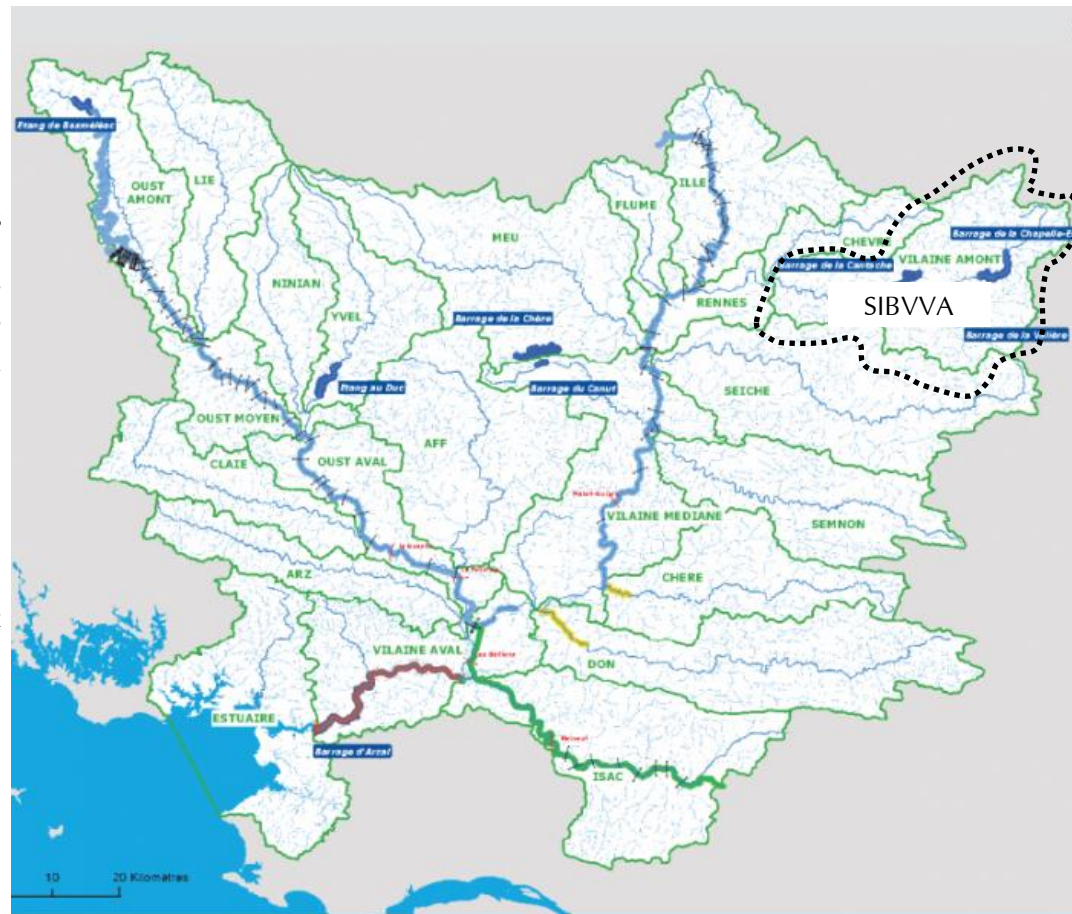 Etang de Bosméléac
OUST
AMONT
LIE
NINIAN
YVEL
MEU
FLUME
ILLE
RENNES
CHEVRE
Barrage de la Chapelle-E
Barrage de la Cantache
VILAINE AMONT
SIBVVA
Barrage de la Valière
Barrage de la Chèze
Etang au Duc
Barrage du Canut
SEICHE
OUST MOYEN
CLAIE
OUST AVAL
AFF
VILAINE MEDIANE
SEMNON
CHERE
ARZ
VILAINE AVAL
DON
ESTUAIRE
Barrage d'Arzal
ISAC
10
20 Kilomètres